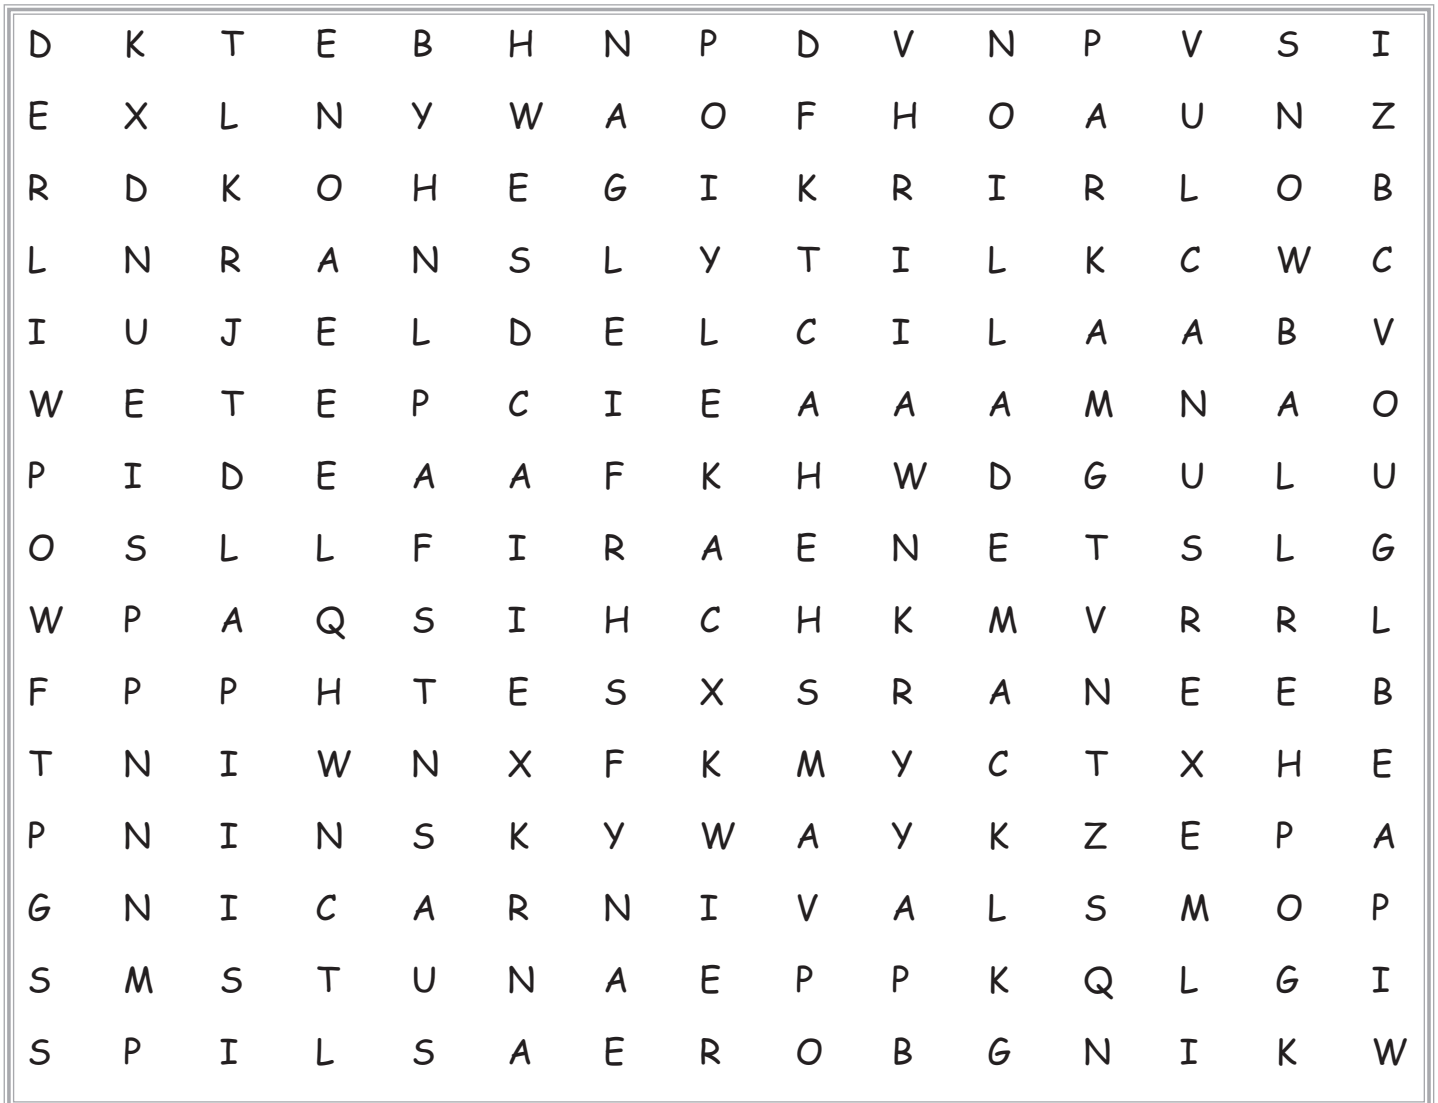 D K T E B H N P D V N P V S I
E X L N Y W A O F H O A U N Z
R D K O H E G I K R I R L O B
L N R A N S L Y T I L K C W C
I U J E L D E L C I L A A B V
W E T E P C I E A A A M N A O
P I D E A A F K H W D G U L U
O S L L F I R A E N E T S L G
W P A Q S I H C H K M V R R L
F P P H T E S X S R A N E E B
T N I W N X F K M Y C T X H E
P N I N S K Y W A Y K Z E P A
G N I C A R N I V A L S M O P
S M S T U N A E P P K Q L G I
S P I L S A E R O B G N I K W